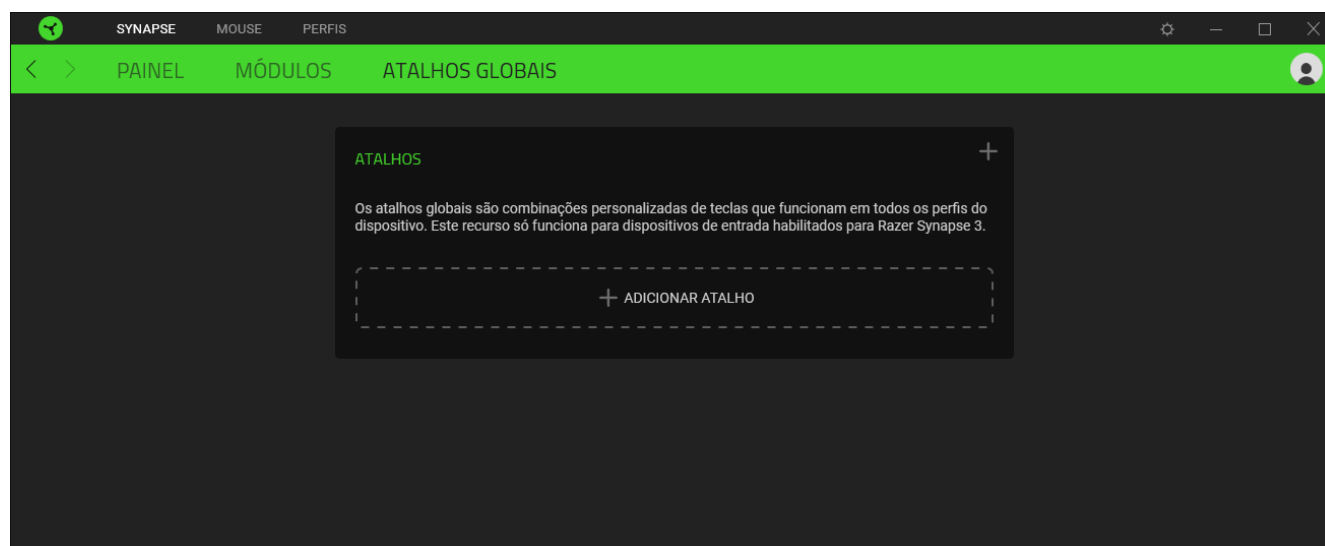 SYNAPSE MOUSE PERFIS
PAINEL MÓDULOS ATALHOS GLOBAIS
ATALHOS
Os atalhos globais são combinações personalizadas de teclas que funcionam em todos os perfis do
dispositivo. Este recurso só funciona para dispositivos de entrada habilitados para Razer Synapse 3.
ADICIONAR ATALHO